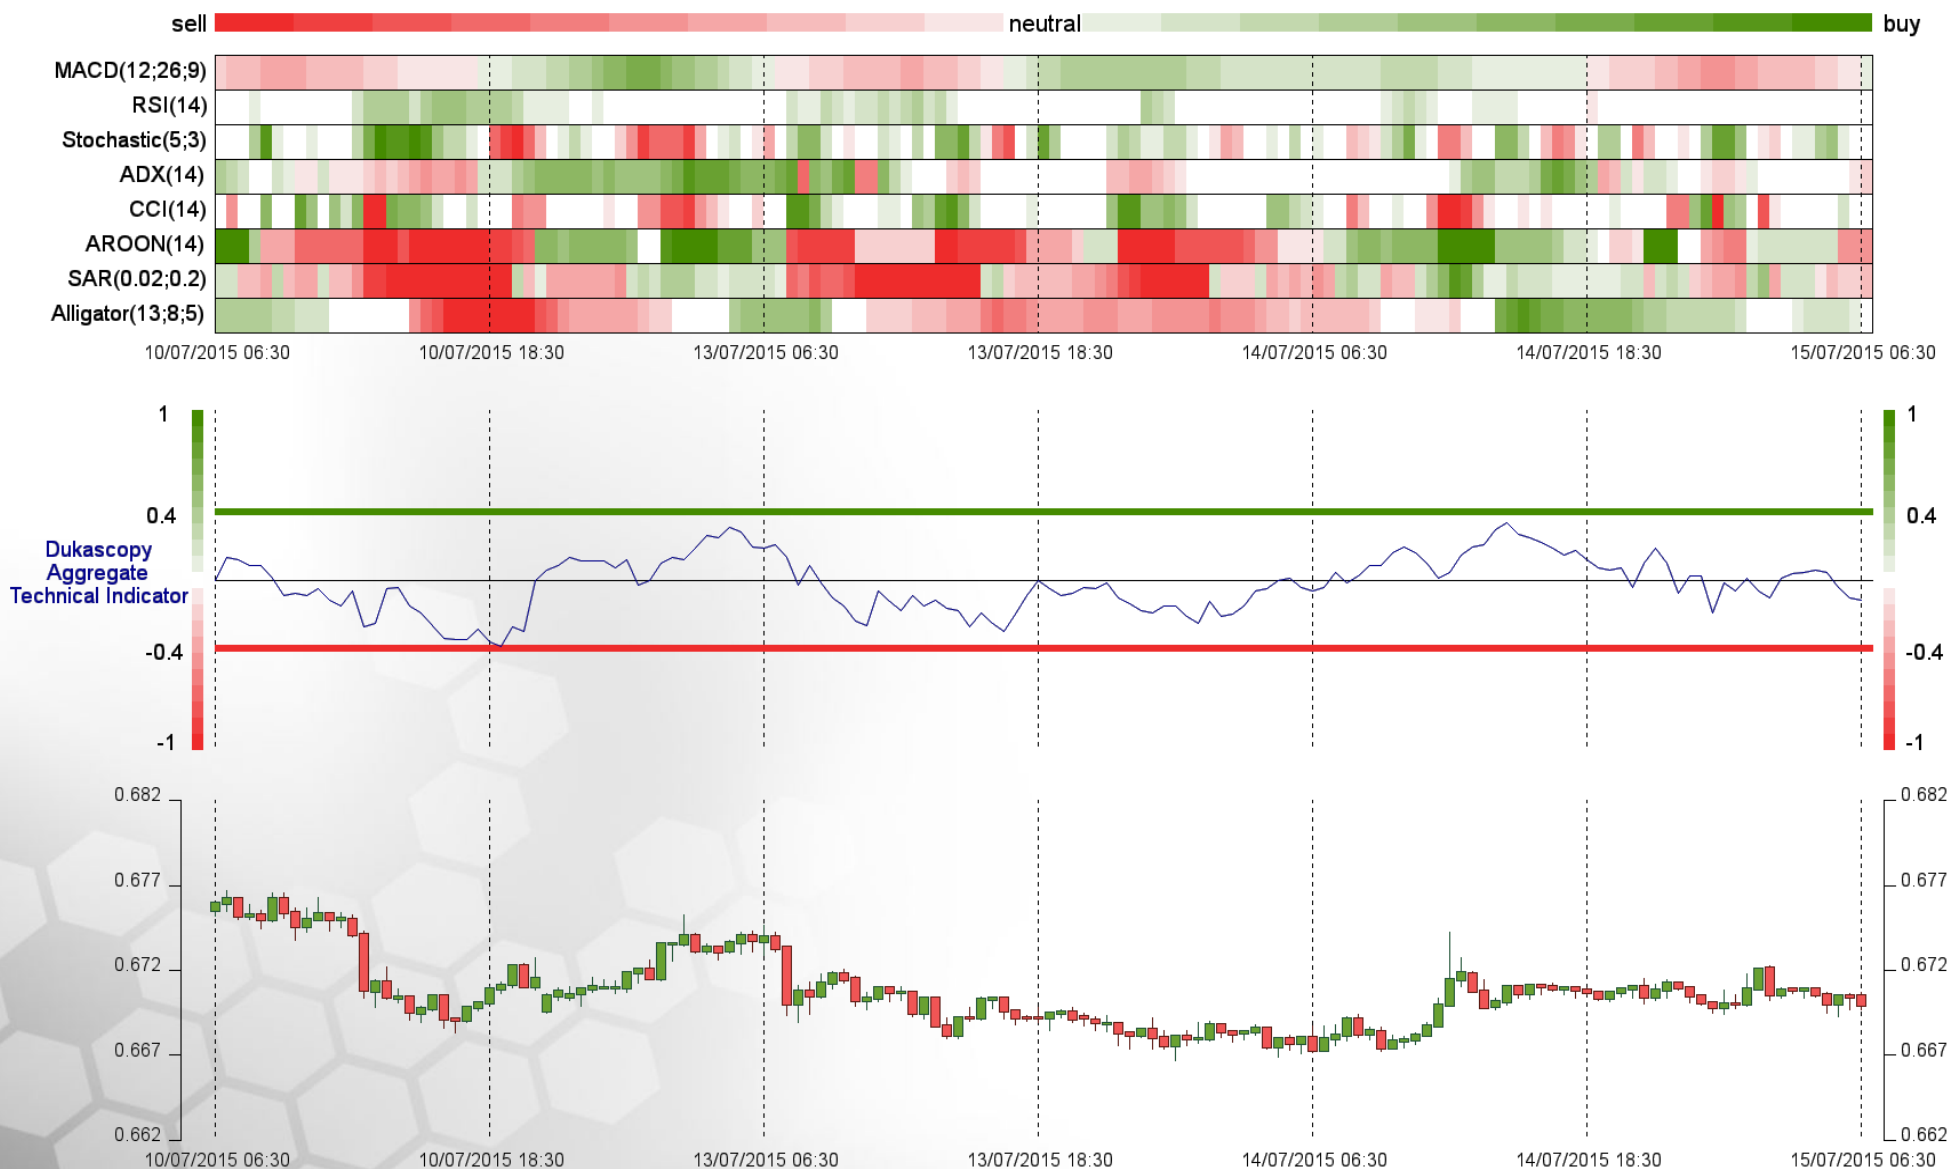 sell neutral buy
MACD(12;26;9)
RSI(14)
Stochastic(5;3)
ADX(14)
CCI(14)
AROON(14)
SAR(0.02;0.2)
Alligator(13;8;5)
10/07/2015 06:30 10/07/2015 18:30 13/07/2015 06:30 13/07/2015 18:30 14/07/2015 06:30 14/07/2015 18:30 15/07/2015 06:30
1 1
0.4 0.4
Dukascopy
Aggregate
Technical Indicator
-0.4 -0.4
-1 -1
0.682 0.682
0.677 0.677
0.672 0.672
0.667 0.667
0.662 0.662
10/07/2015 06:30 10/07/2015 18:30 13/07/2015 06:30 13/07/2015 18:30 14/07/2015 06:30 14/07/2015 18:30 15/07/2015 06:30